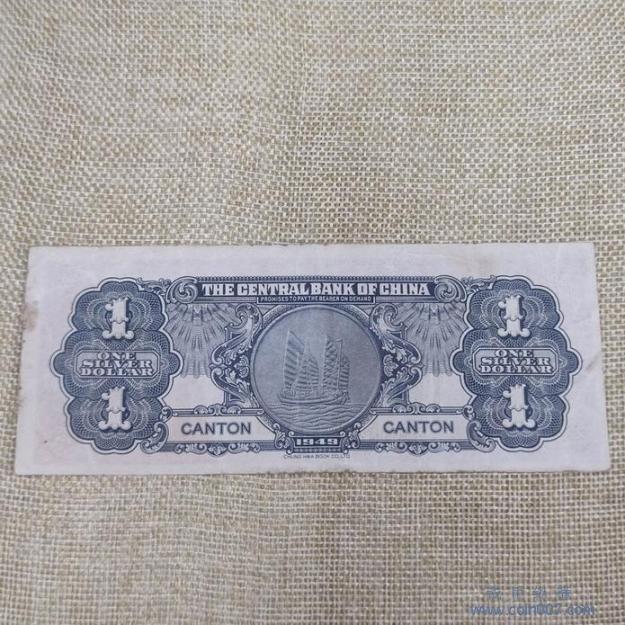 THE CENTRAL BANK OF CHINA
PROMISES TO PAY THE BEARER ON DEMAND
1 1
ONE ONE
SILVER SILVER
DOLLAR DOLLAR
1 1
CANTON CANTON
1949
CHUNG HWA BOOK CO., LTD.
www.coin002.com